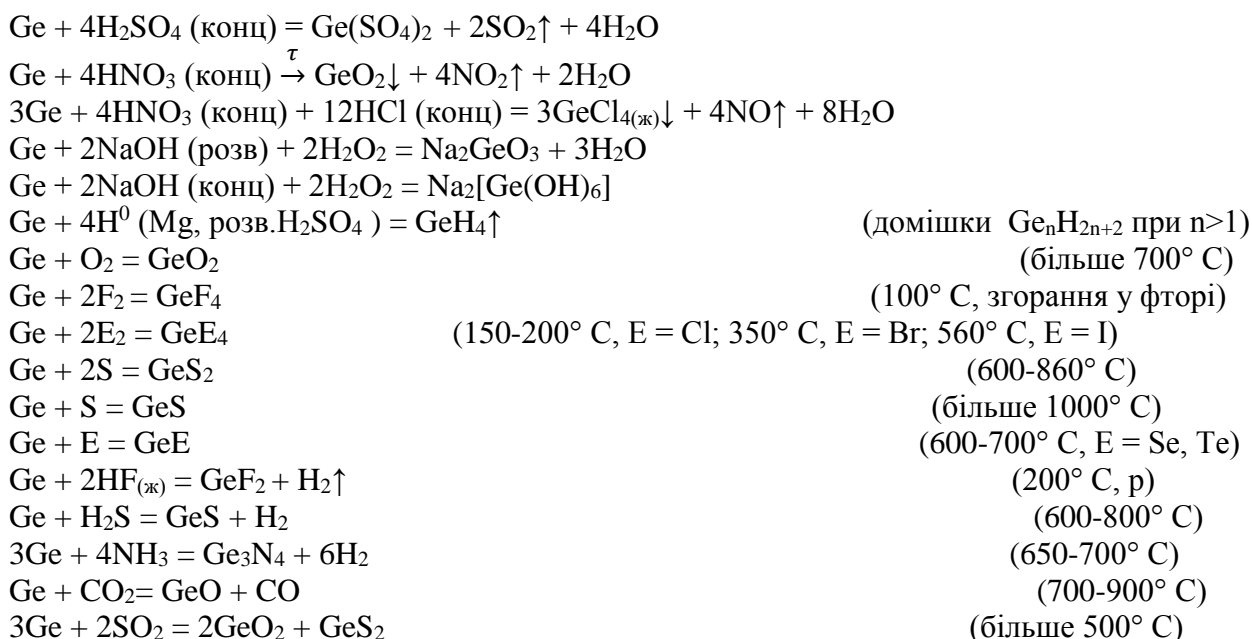 Ge + 4H₂SO₄ (конц) = Ge(SO₄)₂ + 2SO₂↑ + 4H₂O
Ge + 4HNO₃ (конц) →^τ GeO₂↓ + 4NO₂↑ + 2H₂O
3Ge + 4HNO₃ (конц) + 12HCl (конц) = 3GeCl₄₍ж₎↓ + 4NO↑ + 8H₂O
Ge + 2NaOH (розв) + 2H₂O₂ = Na₂GeO₃ + 3H₂O
Ge + 2NaOH (конц) + 2H₂O₂ = Na₂[Ge(OH)₆]
Ge + 4H⁰ (Mg, розв.H₂SO₄ ) = GeH₄↑ (домішки GeₙH₂ₙ₊₂ при n>1)
Ge + O₂ = GeO₂ (більше 700° C)
Ge + 2F₂ = GeF₄ (100° C, згорання у фторі)
Ge + 2E₂ = GeE₄ (150-200° C, E = Cl; 350° C, E = Br; 560° C, E = I)
Ge + 2S = GeS₂ (600-860° C)
Ge + S = GeS (більше 1000° C)
Ge + E = GeE (600-700° C, E = Se, Te)
Ge + 2HF₍ж₎ = GeF₂ + H₂↑ (200° C, p)
Ge + H₂S = GeS + H₂ (600-800° C)
3Ge + 4NH₃ = Ge₃N₄ + 6H₂ (650-700° C)
Ge + CO₂= GeO + CO (700-900° C)
3Ge + 2SO₂ = 2GeO₂ + GeS₂ (більше 500° C)